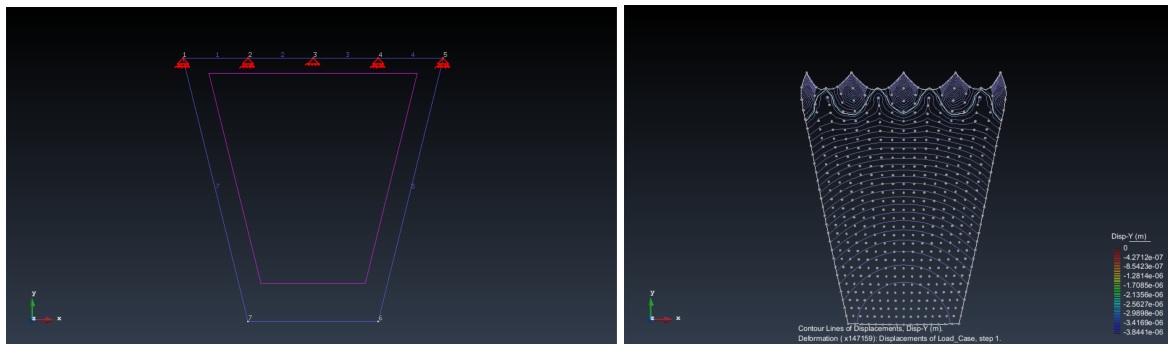 1 1 2 2 3 3 4 4 5
7
5
7 6
y
z x
y
z x
Disp-Y (m)
0
-4.2712e-07
-8.5423e-07
-1.2814e-06
-1.7085e-06
-2.1356e-06
-2.5627e-06
-2.9898e-06
-3.4169e-06
-3.8441e-06
Contour Lines of Displacements, Disp-Y (m).
Deformation ( x147159): Displacements of Load_Case, step 1.